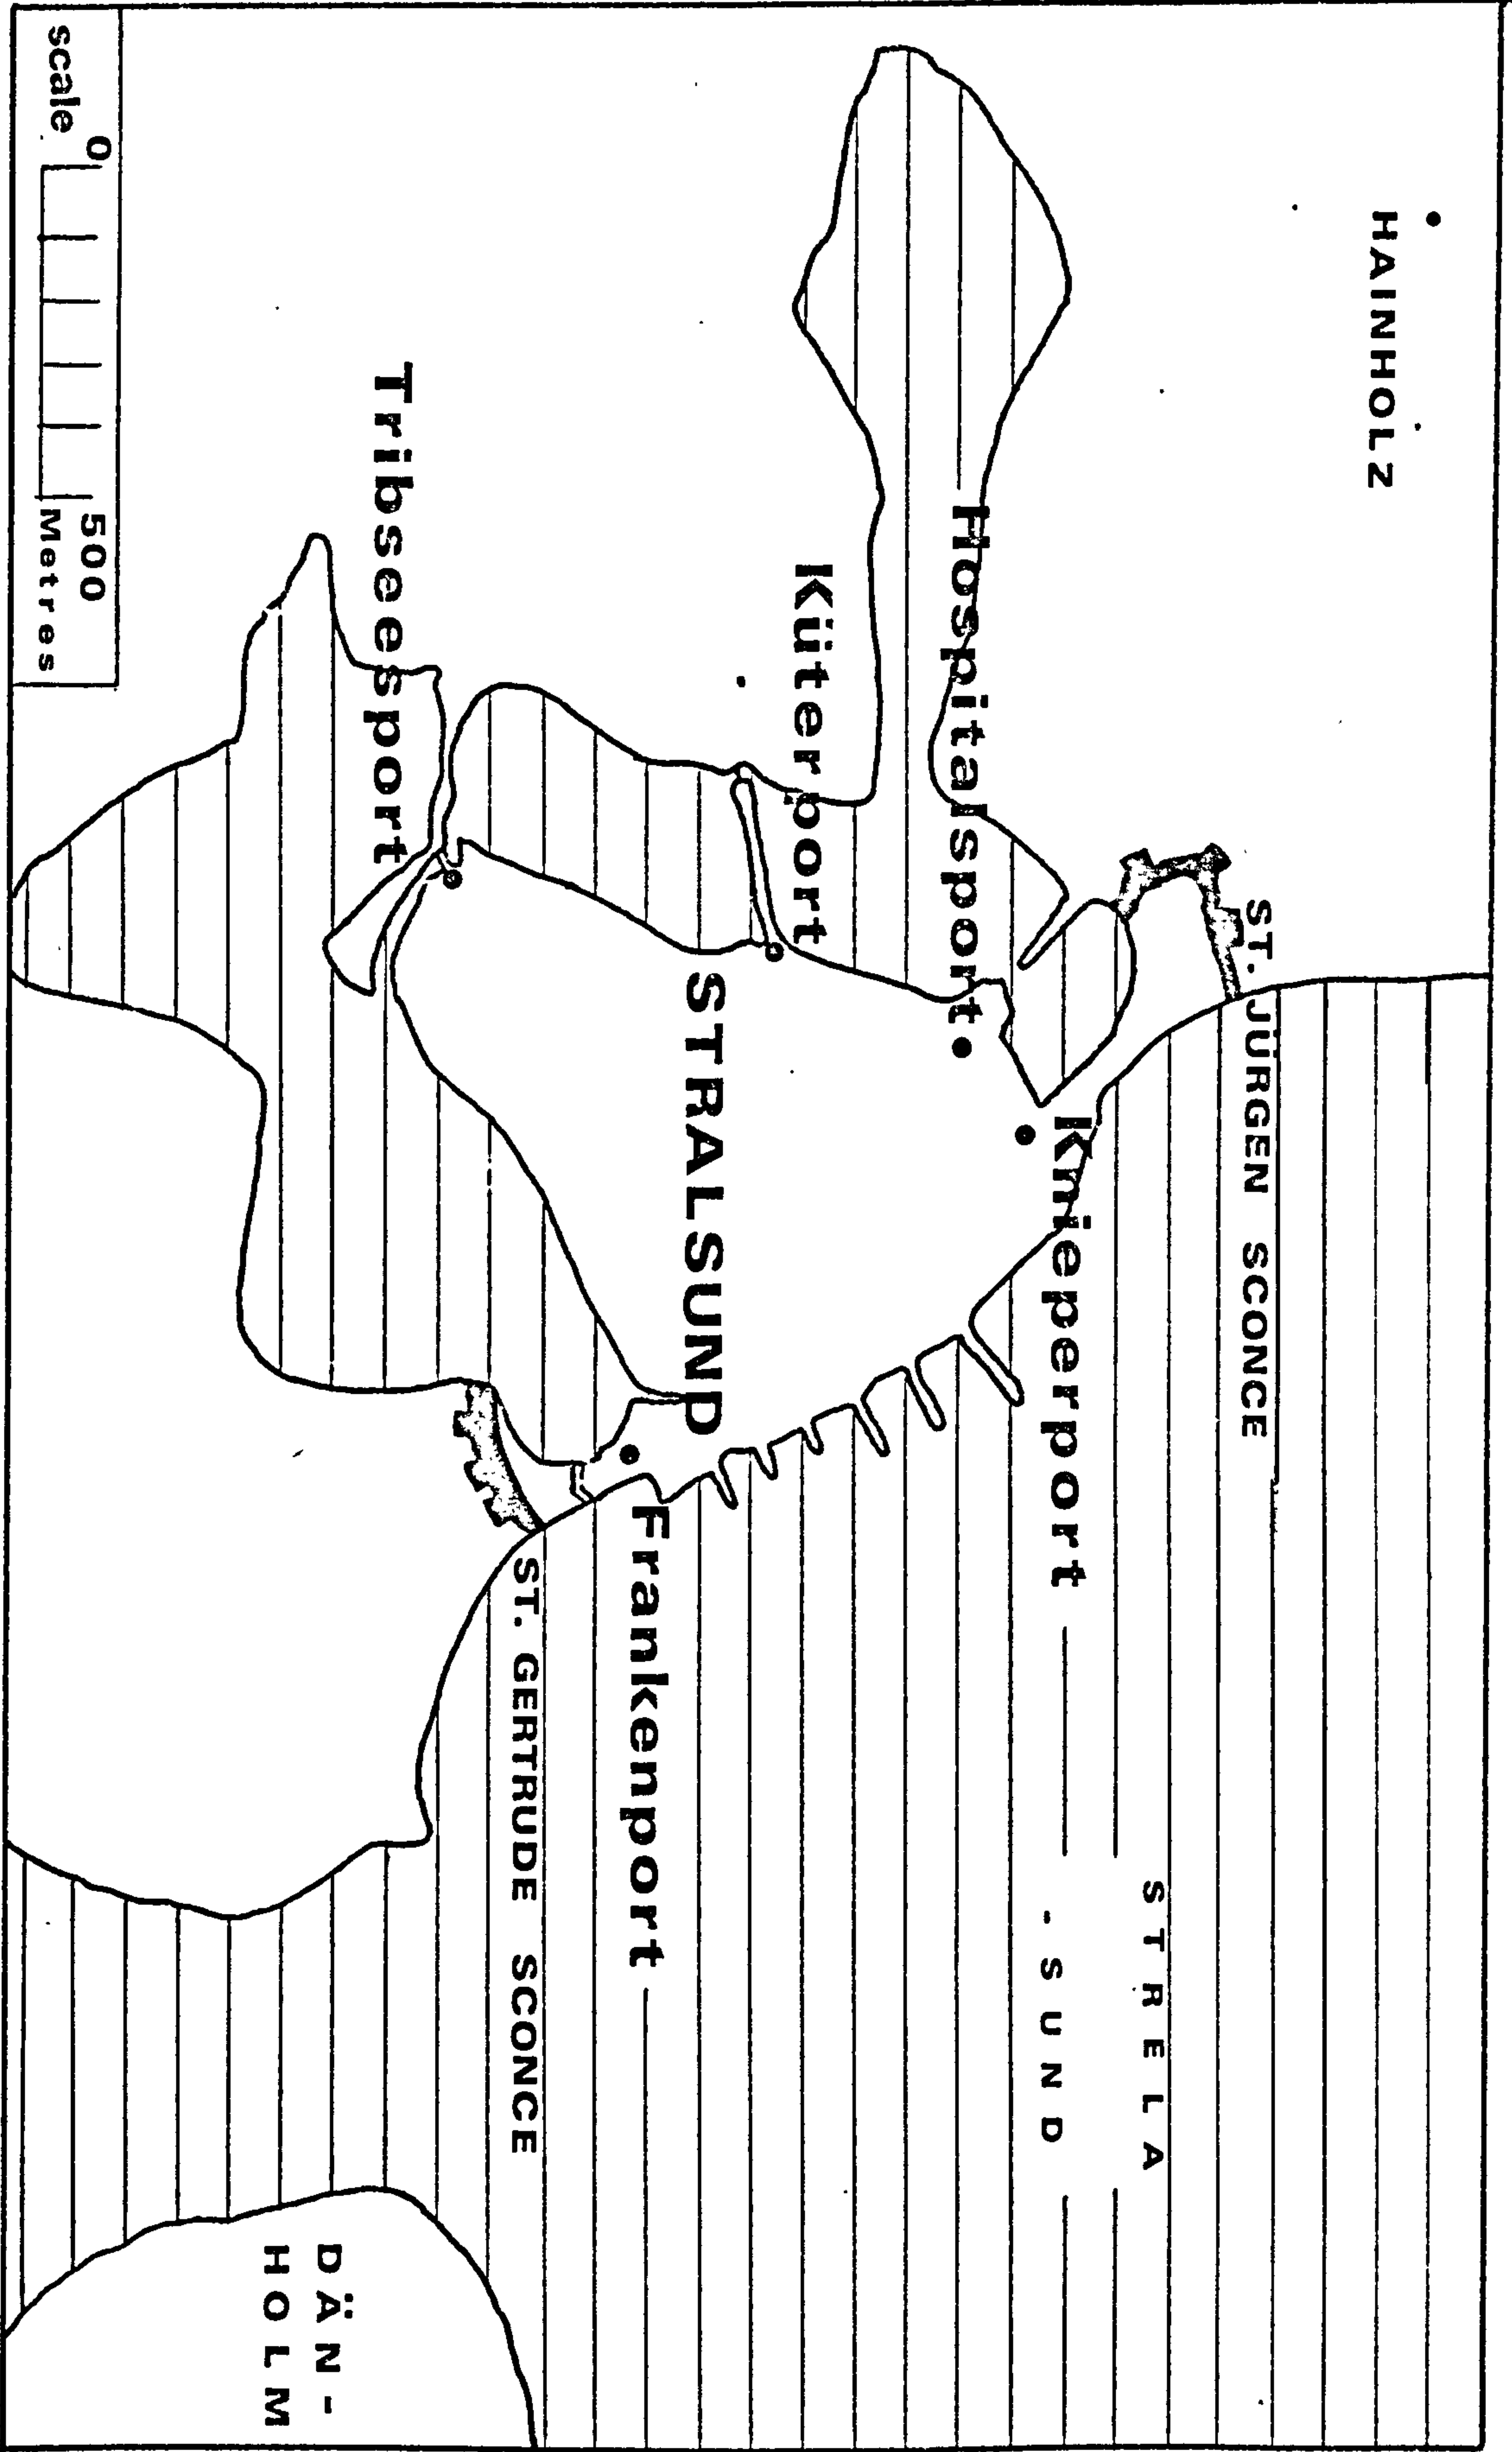 HAINHOLZ
ST. JÜRGEN SCONCE
STRELA
-SUND
Knieperport
Hospitalsport
Küterport
STRALSUND
Frankenport
ST. GERTRUDE SCONCE
Tribseesport
DÄN-
HOLM
scale
0
500
Metres